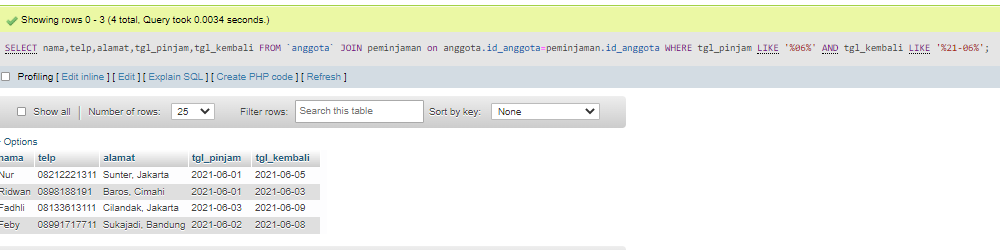 Showing rows 0 - 3 (4 total, Query took 0.0034 seconds.)
SELECT nama,telp,alamat,tgl_pinjam,tgl_kembali FROM `anggota` JOIN peminjaman on anggota.id_anggota=peminjaman.id_anggota WHERE tgl_pinjam LIKE '%06%' AND tgl_kembali LIKE '%21-06%';
Profiling [ Edit inline ] [ Edit ] [ Explain SQL ] [ Create PHP code ] [ Refresh ]
Show all Number of rows: 25 Filter rows: Search this table Sort by key: None
Options
nama telp alamat tgl_pinjam tgl_kembali
Nur 08212221311 Sunter, Jakarta 2021-06-01 2021-06-05
Ridwan 0898188191 Baros, Cimahi 2021-06-01 2021-06-03
Fadhli 08133613111 Cilandak, Jakarta 2021-06-03 2021-06-09
Feby 08991717711 Sukajadi, Bandung 2021-06-02 2021-06-08